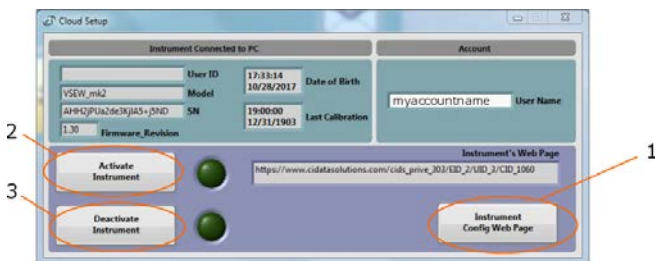 Cloud Setup
Instrument Connected to PC
Account
User ID
17:33:14
10/28/2017
Date of Birth
VSEW_mk2
Model
myaccountname
User Name
AHH2jPUa2de3KjIA5+j5ND
SN
19:00:00
12/31/1903
Last Calibration
1.30
Firmware_Revision
2
Activate
Instrument
Instrument's Web Page
https://www.cidatasolutions.com/cids_prive_303/EID_2/UID_3/CID_1060
1
3
Deactivate
Instrument
Instrument
Config Web Page